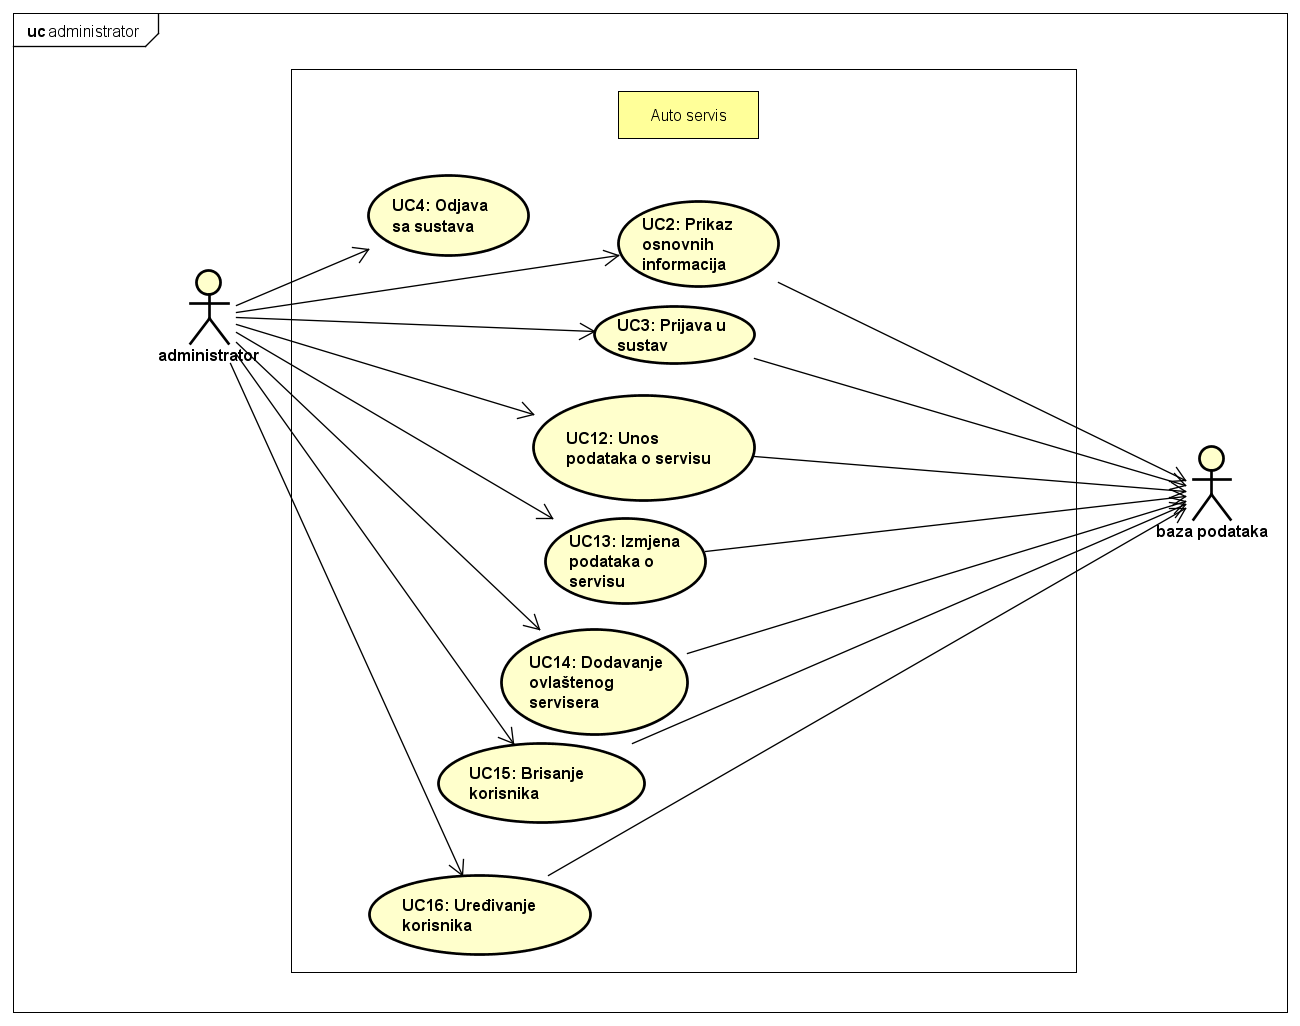 uc administrator
Auto servis
UC4: Odjava
sa sustava
UC2: Prikaz
osnovnih
informacija
UC3: Prijava u
sustav
administrator
UC12: Unos
podataka o servisu
baza podataka
UC13: Izmjena
podataka o
servisu
UC14: Dodavanje
ovlaštenog
servisera
UC15: Brisanje
korisnika
UC16: Uređivanje
korisnika